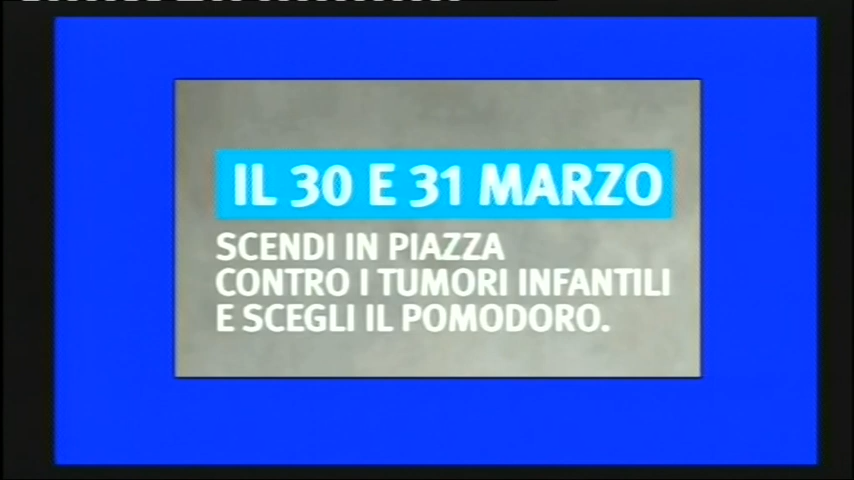 IL 30 E 31 MARZO
SCENDI IN PIAZZA
CONTRO I TUMORI INFANTILI
E SCEGLI IL POMODORO.